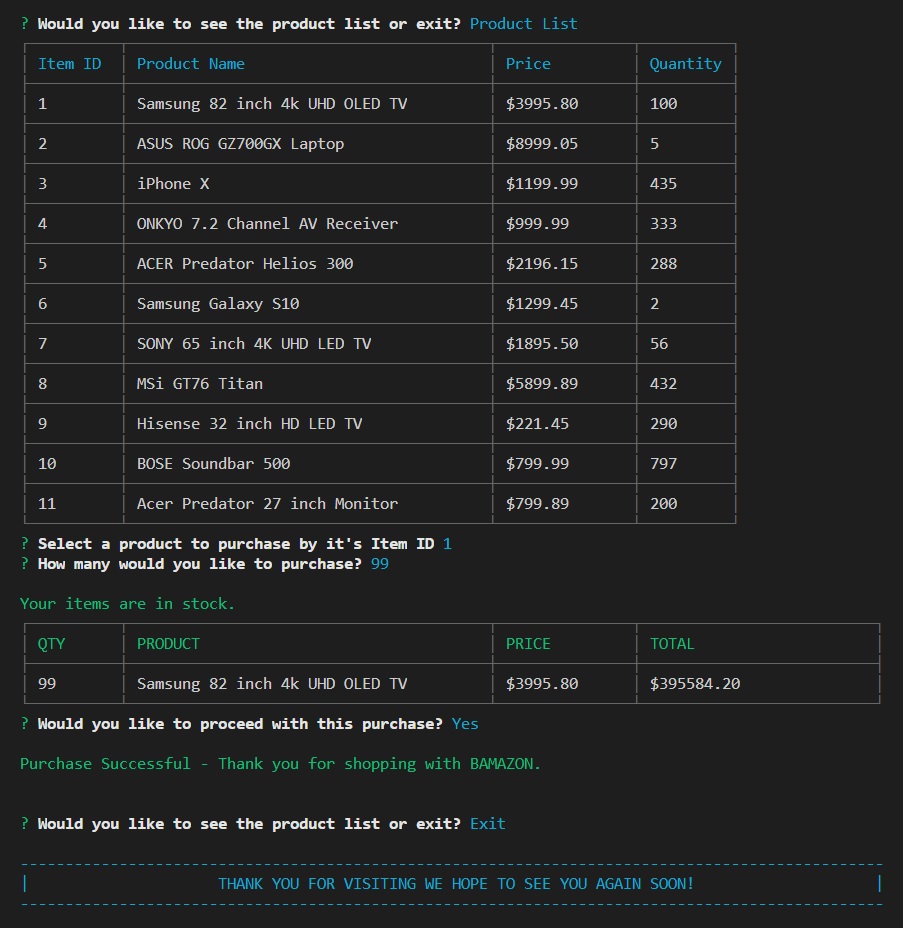 ? Would you like to see the product list or exit? Product List
Item ID Product Name Price Quantity
1 Samsung 82 inch 4k UHD OLED TV $3995.80 100
2 ASUS ROG GZ700GX Laptop $8999.05 5
3 iPhone X $1199.99 435
4 ONKYO 7.2 Channel AV Receiver $999.99 333
5 ACER Predator Helios 300 $2196.15 288
6 Samsung Galaxy S10 $1299.45 2
7 SONY 65 inch 4K UHD LED TV $1895.50 56
8 MSi GT76 Titan $5899.89 432
9 Hisense 32 inch HD LED TV $221.45 290
10 BOSE Soundbar 500 $799.99 797
11 Acer Predator 27 inch Monitor $799.89 200
? Select a product to purchase by it's Item ID 1
? How many would you like to purchase? 99
Your items are in stock.
QTY PRODUCT PRICE TOTAL
99 Samsung 82 inch 4k UHD OLED TV $3995.80 $395584.20
? Would you like to proceed with this purchase? Yes
Purchase Successful - Thank you for shopping with BAMAZON.
? Would you like to see the product list or exit? Exit
THANK YOU FOR VISITING WE HOPE TO SEE YOU AGAIN SOON!